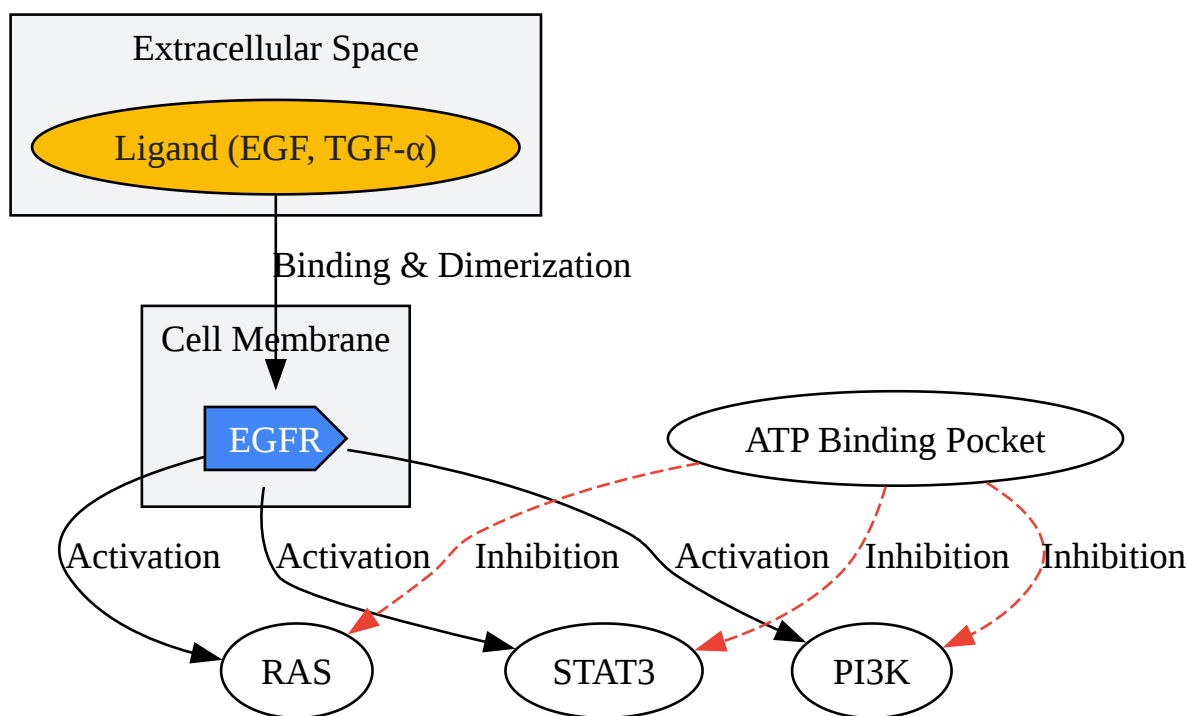 Extracellular Space
Ligand (EGF, TGF-α)
Binding & Dimerization
Cell Membrane
EGFR
ATP Binding Pocket
Activation
Activation
Inhibition
Activation
Inhibition
Inhibition
RAS
STAT3
PI3K